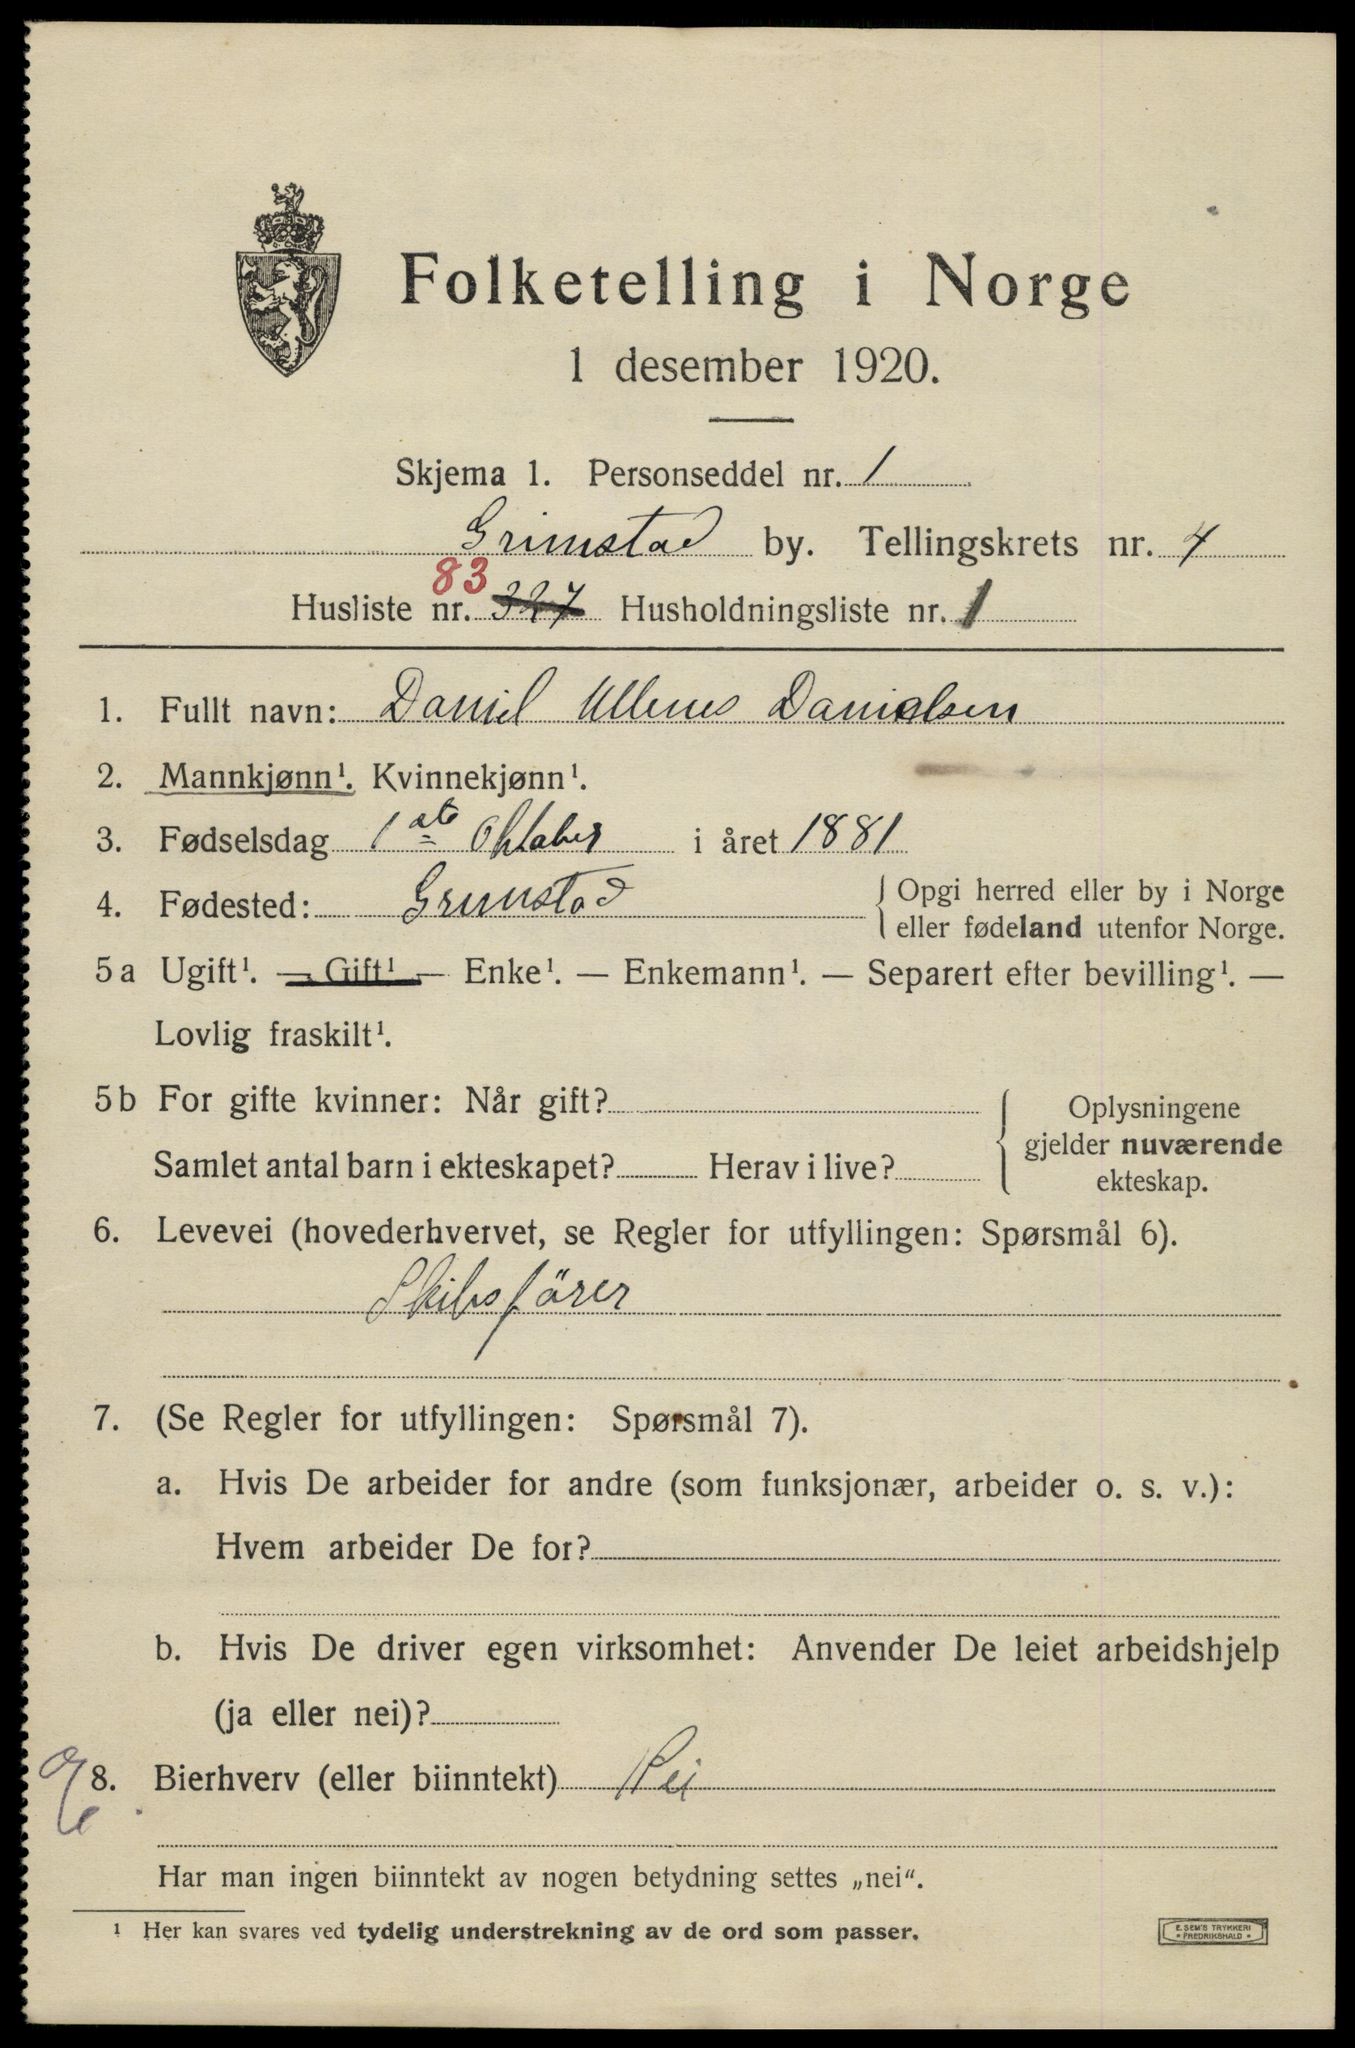 Folketelling i Norge
1 desember 1920.
Skjema 1. Personseddel nr. 1
Grimstad by. Tellingskrets nr. 4
83
Husliste nr. 327 Husholdningsliste nr. 1
1. Fullt navn: Daniel Danielsen
2. Mannkjønn¹. Kvinnekjønn¹.
3. Fødselsdag 1ste Oktober i året 1881
4. Fødested: Grimstad { Opgi herred eller by i Norge
eller fødeland utenfor Norge.
5a Ugift¹. — Gift¹ — Enke¹. — Enkemann¹. — Separert efter bevilling¹. —
Lovlig fraskilt¹.
5b For gifte kvinner: Når gift? { Oplysningene
gjelder nuværende
Samlet antal barn i ekteskapet? Herav i live?
ekteskap.
6. Levevei (hovederhvervet, se Regler for utfyllingen: Spørsmål 6).
Skibsförer
7. (Se Regler for utfyllingen: Spørsmål 7).
a. Hvis De arbeider for andre (som funksjonær, arbeider o. s. v.):
Hvem arbeider De for?
b. Hvis De driver egen virksomhet: Anvender De leiet arbeidshjelp
(ja eller nei)?
8. Bierhverv (eller biinntekt) Nei
Har man ingen biinntekt av nogen betydning settes „nei“.
¹ Her kan svares ved tydelig understrekning av de ord som passer.
E. SEM'S TRYKKERI
• FREDRIKSHALD •